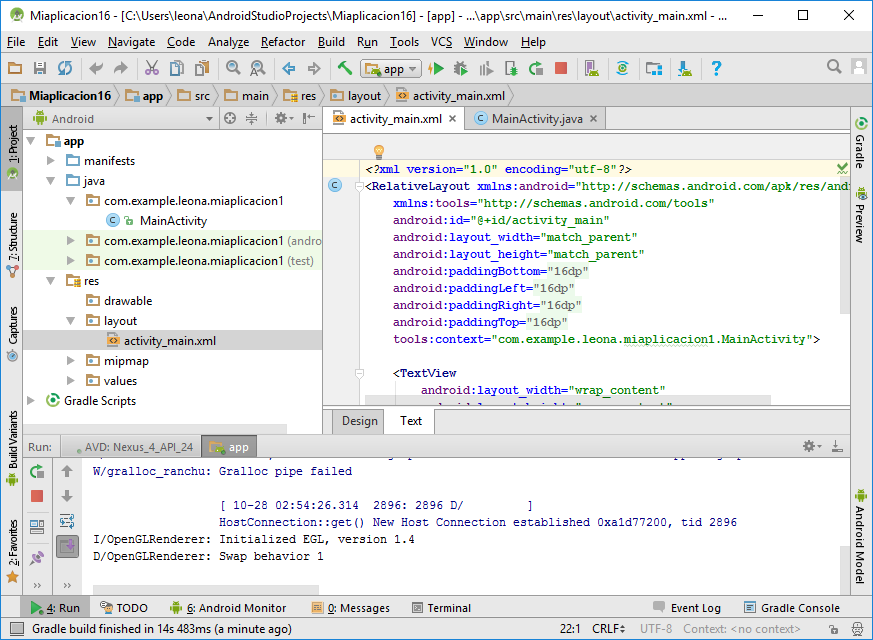 Miaplicacion16 - [C:\Users\leona\AndroidStudioProjects\Miaplicacion16] - [app] - ...\app\src\main\res\layout\activity_main.xml - ...
File Edit View Navigate Code Analyze Refactor Build Run Tools VCS Window Help
app
Miaplicacion16 app src main res layout activity_main.xml
1: Project
7: Structure
Captures
Build Variants
2: Favorites
Android
app
manifests
java
com.example.leona.miaplicacion1
MainActivity
com.example.leona.miaplicacion1 (andro
com.example.leona.miaplicacion1 (test)
res
drawable
layout
activity_main.xml
mipmap
values
Gradle Scripts
activity_main.xml MainActivity.java
<?xml version="1.0" encoding="utf-8"?>
<RelativeLayout xmlns:android="http://schemas.android.com/apk/res/andr
xmlns:tools="http://schemas.android.com/tools"
android:id="@+id/activity_main"
android:layout_width="match_parent"
android:layout_height="match_parent"
android:paddingBottom="16dp"
android:paddingLeft="16dp"
android:paddingRight="16dp"
android:paddingTop="16dp"
tools:context="com.example.leona.miaplicacion1.MainActivity">
<TextView
android:layout_width="wrap_content"
Design Text
Gradle
Preview
Android Model
Run: AVD: Nexus_4_API_24 app
W/gralloc_ranchu: Gralloc pipe failed
[ 10-28 02:54:26.314 2896: 2896 D/ ]
HostConnection::get() New Host Connection established 0xa1d77200, tid 2896
I/OpenGLRenderer: Initialized EGL, version 1.4
D/OpenGLRenderer: Swap behavior 1
4: Run TODO 6: Android Monitor 0: Messages Terminal Event Log Gradle Console
Gradle build finished in 14s 483ms (a minute ago) 22:1 CRLF UTF-8 Context: <no context>